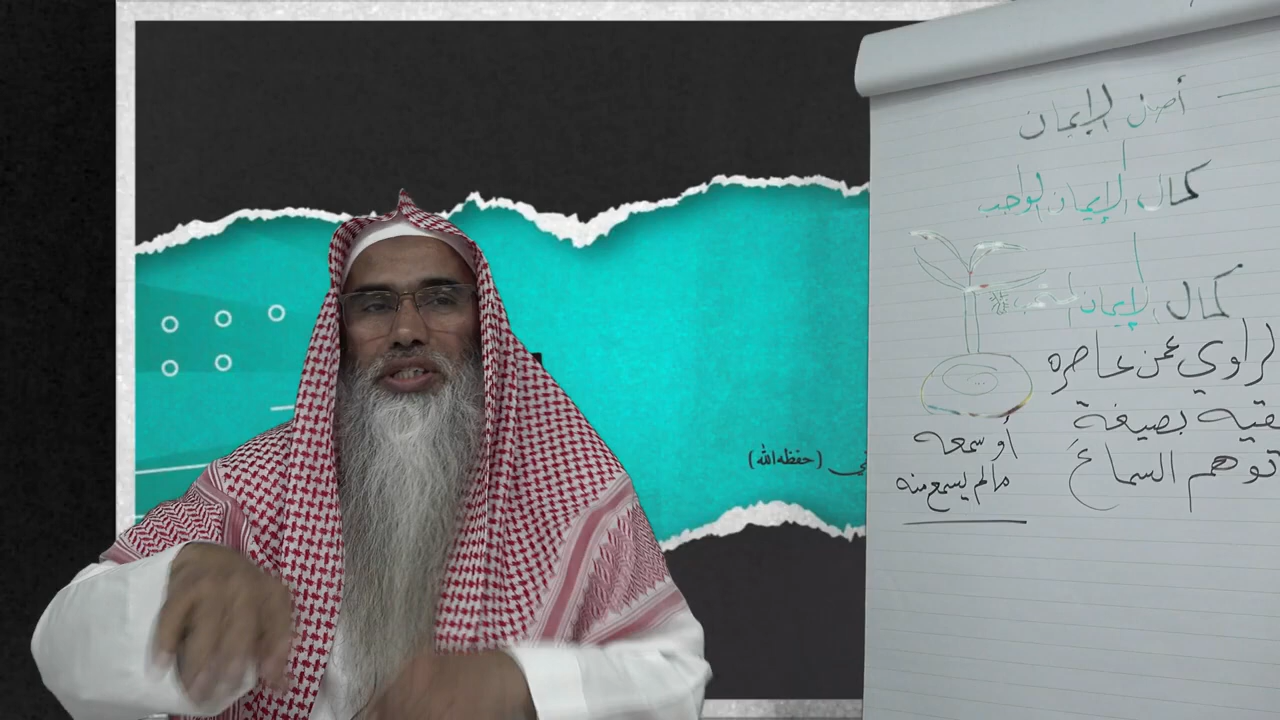 أصل الإيمان
كمال الإيمان الواجب
كمال الإيمان المستحب
الراوي عمن عاصره
بصيغة
توهم السماع
أو سمعه
مالم يسمع منه
(حفظه الله)